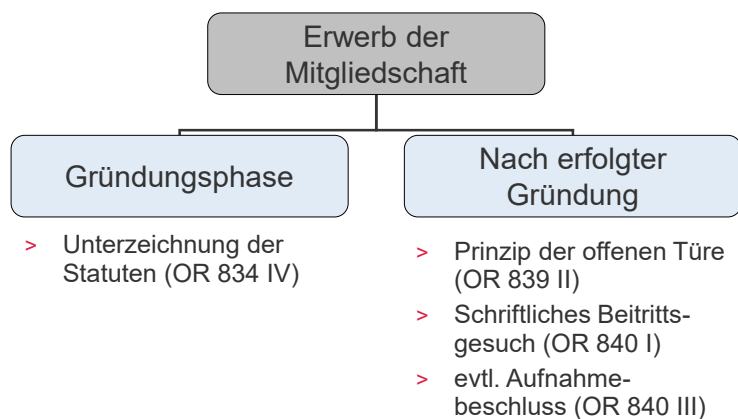 Erwerb der
Mitgliedschaft
Gründungsphase
> Unterzeichnung der
Statuten (OR 834 IV)
Nach erfolgter
Gründung
> Prinzip der offenen Türe
(OR 839 II)
> Schriftliches Beitritts-
gesuch (OR 840 I)
> evtl. Aufnahme-
beschluss (OR 840 III)